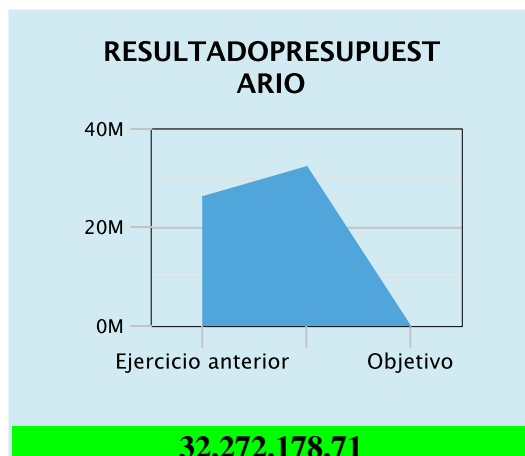 RESULTADOPRESUPUEST
ARIO
40M
20M
0M
Ejercicio anterior Objetivo
32.272.178,71